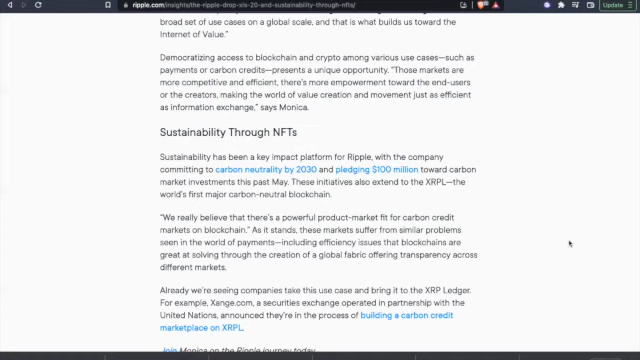 ripple.com/insights/the-ripple-drop-xls-20-and-sustainability-through-nfts/
Update
broad set of use cases on a global scale, and that is what builds us toward the
Internet of Value.”
Democratizing access to blockchain and crypto among various use cases—such as
payments or carbon credits—presents a unique opportunity. “Those markets are
more competitive and efficient, there's more empowerment toward the end-users
or the creators, making the world of value creation and movement just as efficient
as information exchange,” says Monica.
Sustainability Through NFTs
Sustainability has been a key impact platform for Ripple, with the company
committing to carbon neutrality by 2030 and pledging $100 million toward carbon
market investments this past May. These initiatives also extend to the XRPL—the
world's first major carbon-neutral blockchain.
“We really believe that there's a powerful product-market fit for carbon credit
markets on blockchain.” As it stands, these markets suffer from similar problems
seen in the world of payments—including efficiency issues that blockchains are
great at solving through the creation of a global fabric offering transparency across
different markets.
Already we're seeing companies take this use case and bring it to the XRP Ledger.
For example, Xange.com, a securities exchange operated in partnership with the
United Nations, announced they're in the process of building a carbon credit
marketplace on XRPL.
Join Monica on the Ripple journey today